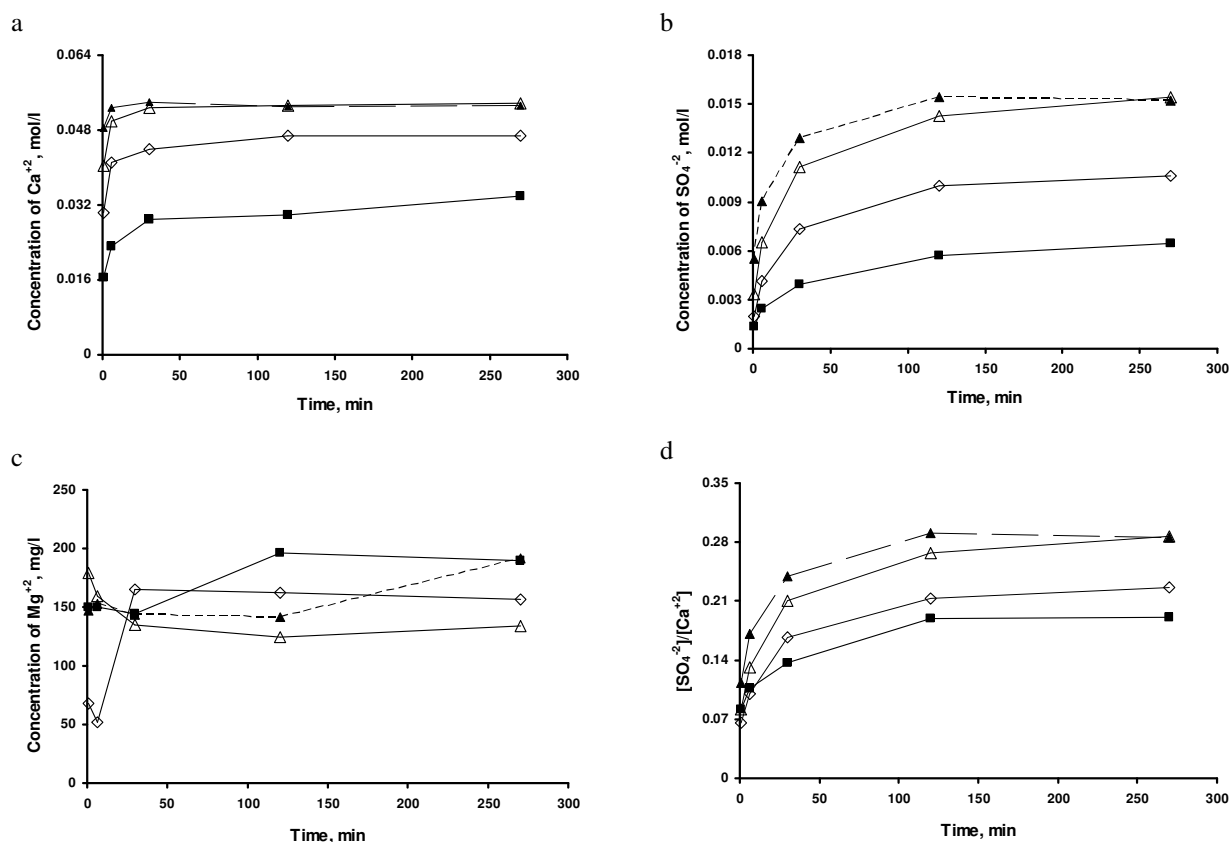 a
0.064
0.048
0.032
0.016
0
Concentration of Ca⁺², mol/l
0 50 100 150 200 250 300
Time, min
b
0.018
0.015
0.012
0.009
0.006
0.003
0
Concentration of SO₄⁻², mol/l
0 50 100 150 200 250 300
Time, min
c
250
200
150
100
50
0
Concentration of Mg⁺², mg/l
0 50 100 150 200 250 300
Time, min
d
0.35
0.28
0.21
0.14
0.07
0
[SO₄⁻²]/[Ca⁺²]
0 50 100 150 200 250 300
Time, min